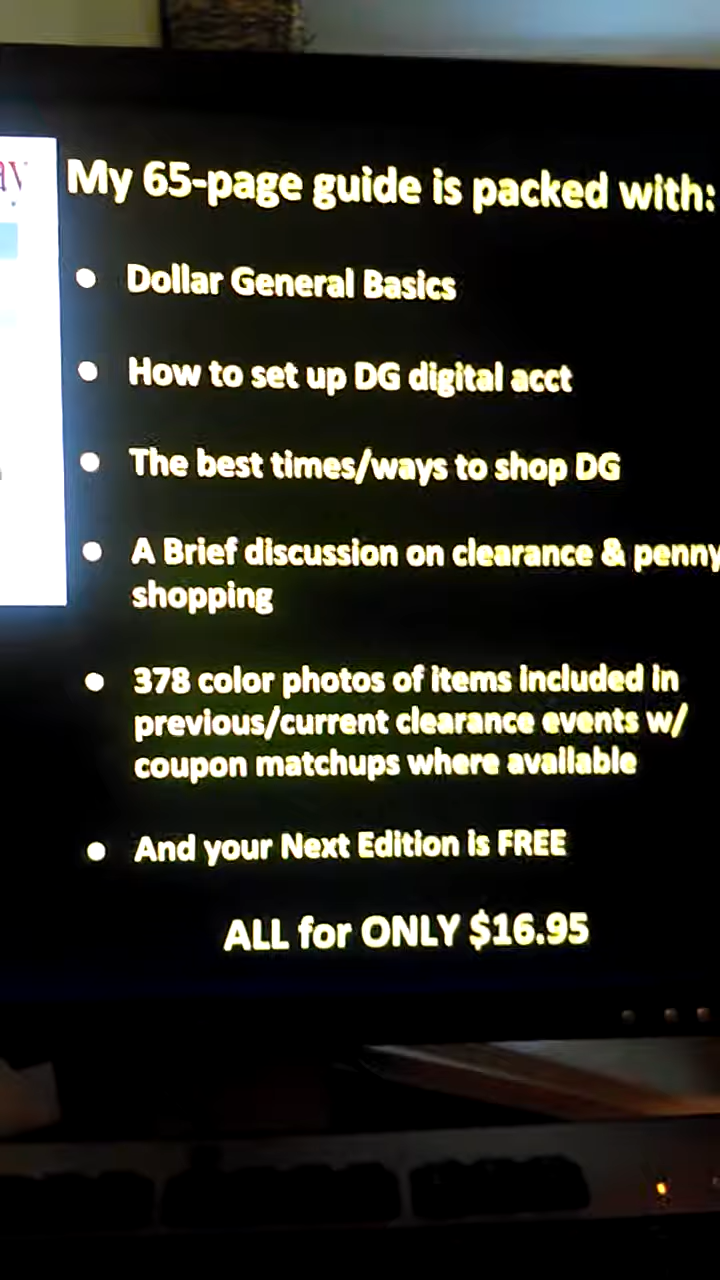 My 65-page guide is packed with:
• Dollar General Basics
• How to set up DG digital acct
• The best times/ways to shop DG
• A Brief discussion on clearance & penny
shopping
• 378 color photos of items included in
previous/current clearance events w/
coupon matchups where available
• And your Next Edition is FREE
ALL for ONLY $16.95